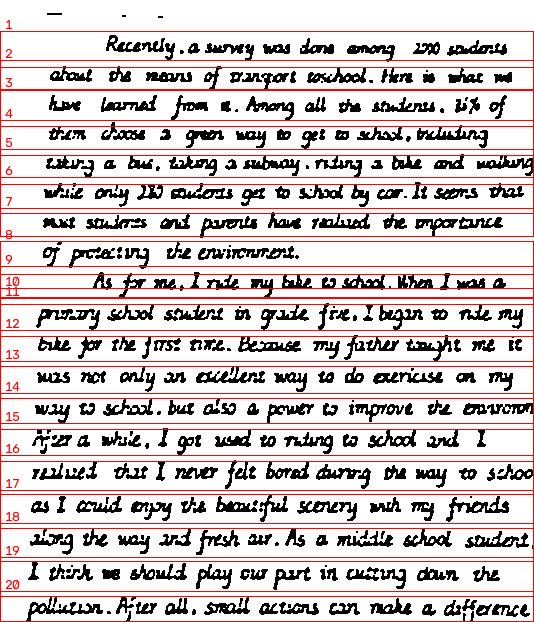 Recently, a survey was done among 2000 students
about the means of transport toschool. Here is what we
have learned from it. Among all the students, 86% of
them choose a green way to get to school, including
taking a bus, taking a subway, riding a bike and walking
while only 280 students get to school by car. It seems that
most students and parents have realised the importance
of protecting the environment.
As for me, I ride my bike to school. When I was a
primary school student in grade five, I began to ride my
bike for the first time. Because my father taught me it
was not only an excellent way to do exericise on my
way to school, but also a power to improve the environm
After a while, I got used to riding to school and I
realised that I never felt bored during the way to schoo
as I could enjoy the beautiful scenery with my friends
along the way and fresh air. As a middle school student,
I think we should play our part in cutting down the
pollution. After all, small actions can make a difference